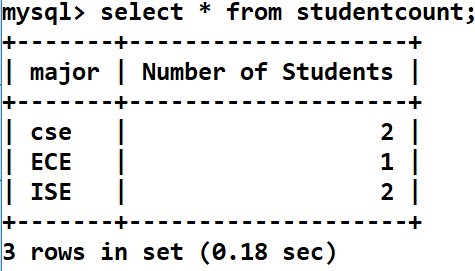 mysql> select * from studentcount;
+-------+--------------------+
| major | Number of Students |
+-------+--------------------+
| cse   |                  2 |
| ECE   |                  1 |
| ISE   |                  2 |
+-------+--------------------+
3 rows in set (0.18 sec)